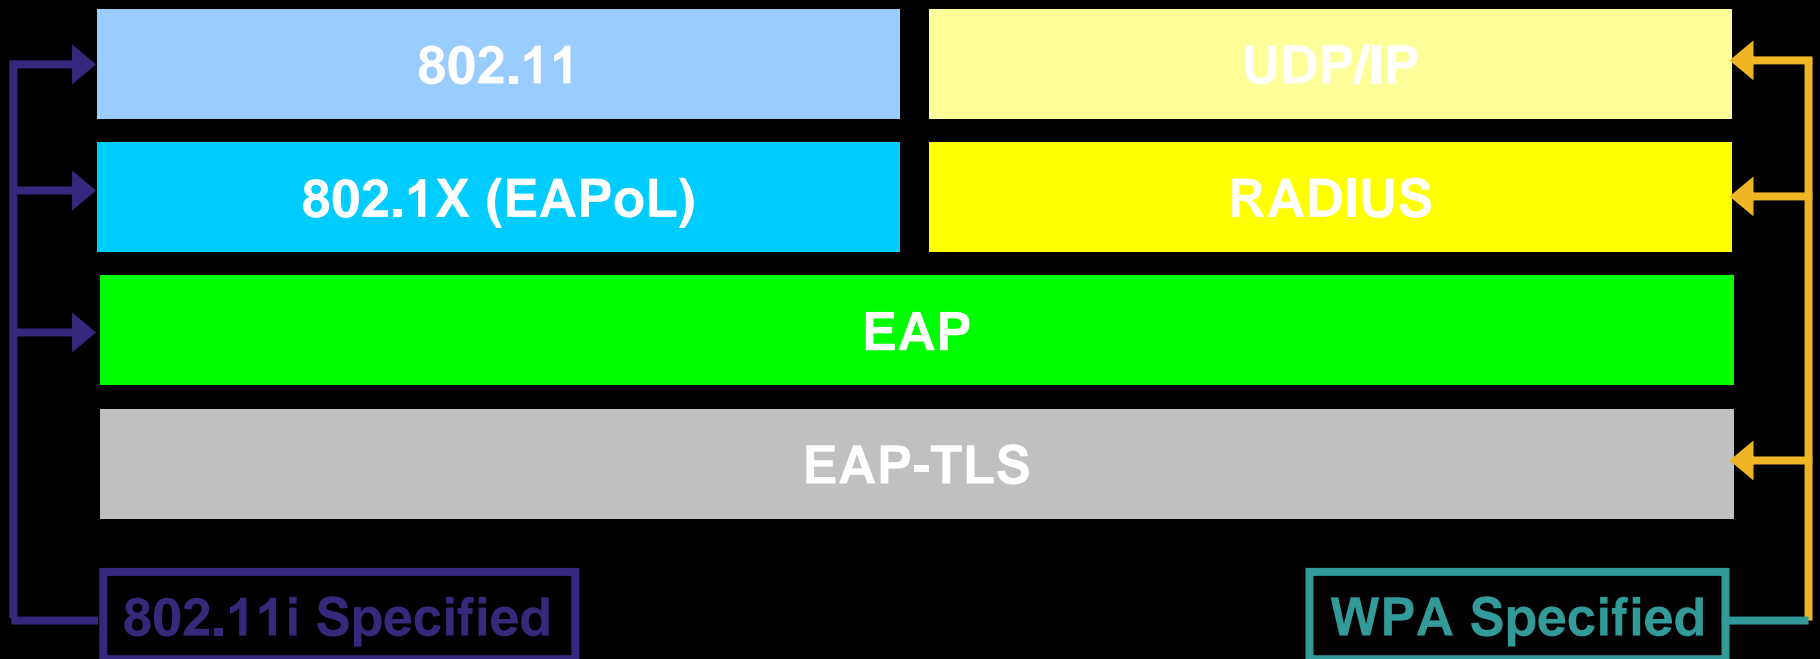 802.11
UDP/IP
802.1X (EAPoL)
RADIUS
EAP
EAP-TLS
802.11i Specified
WPA Specified